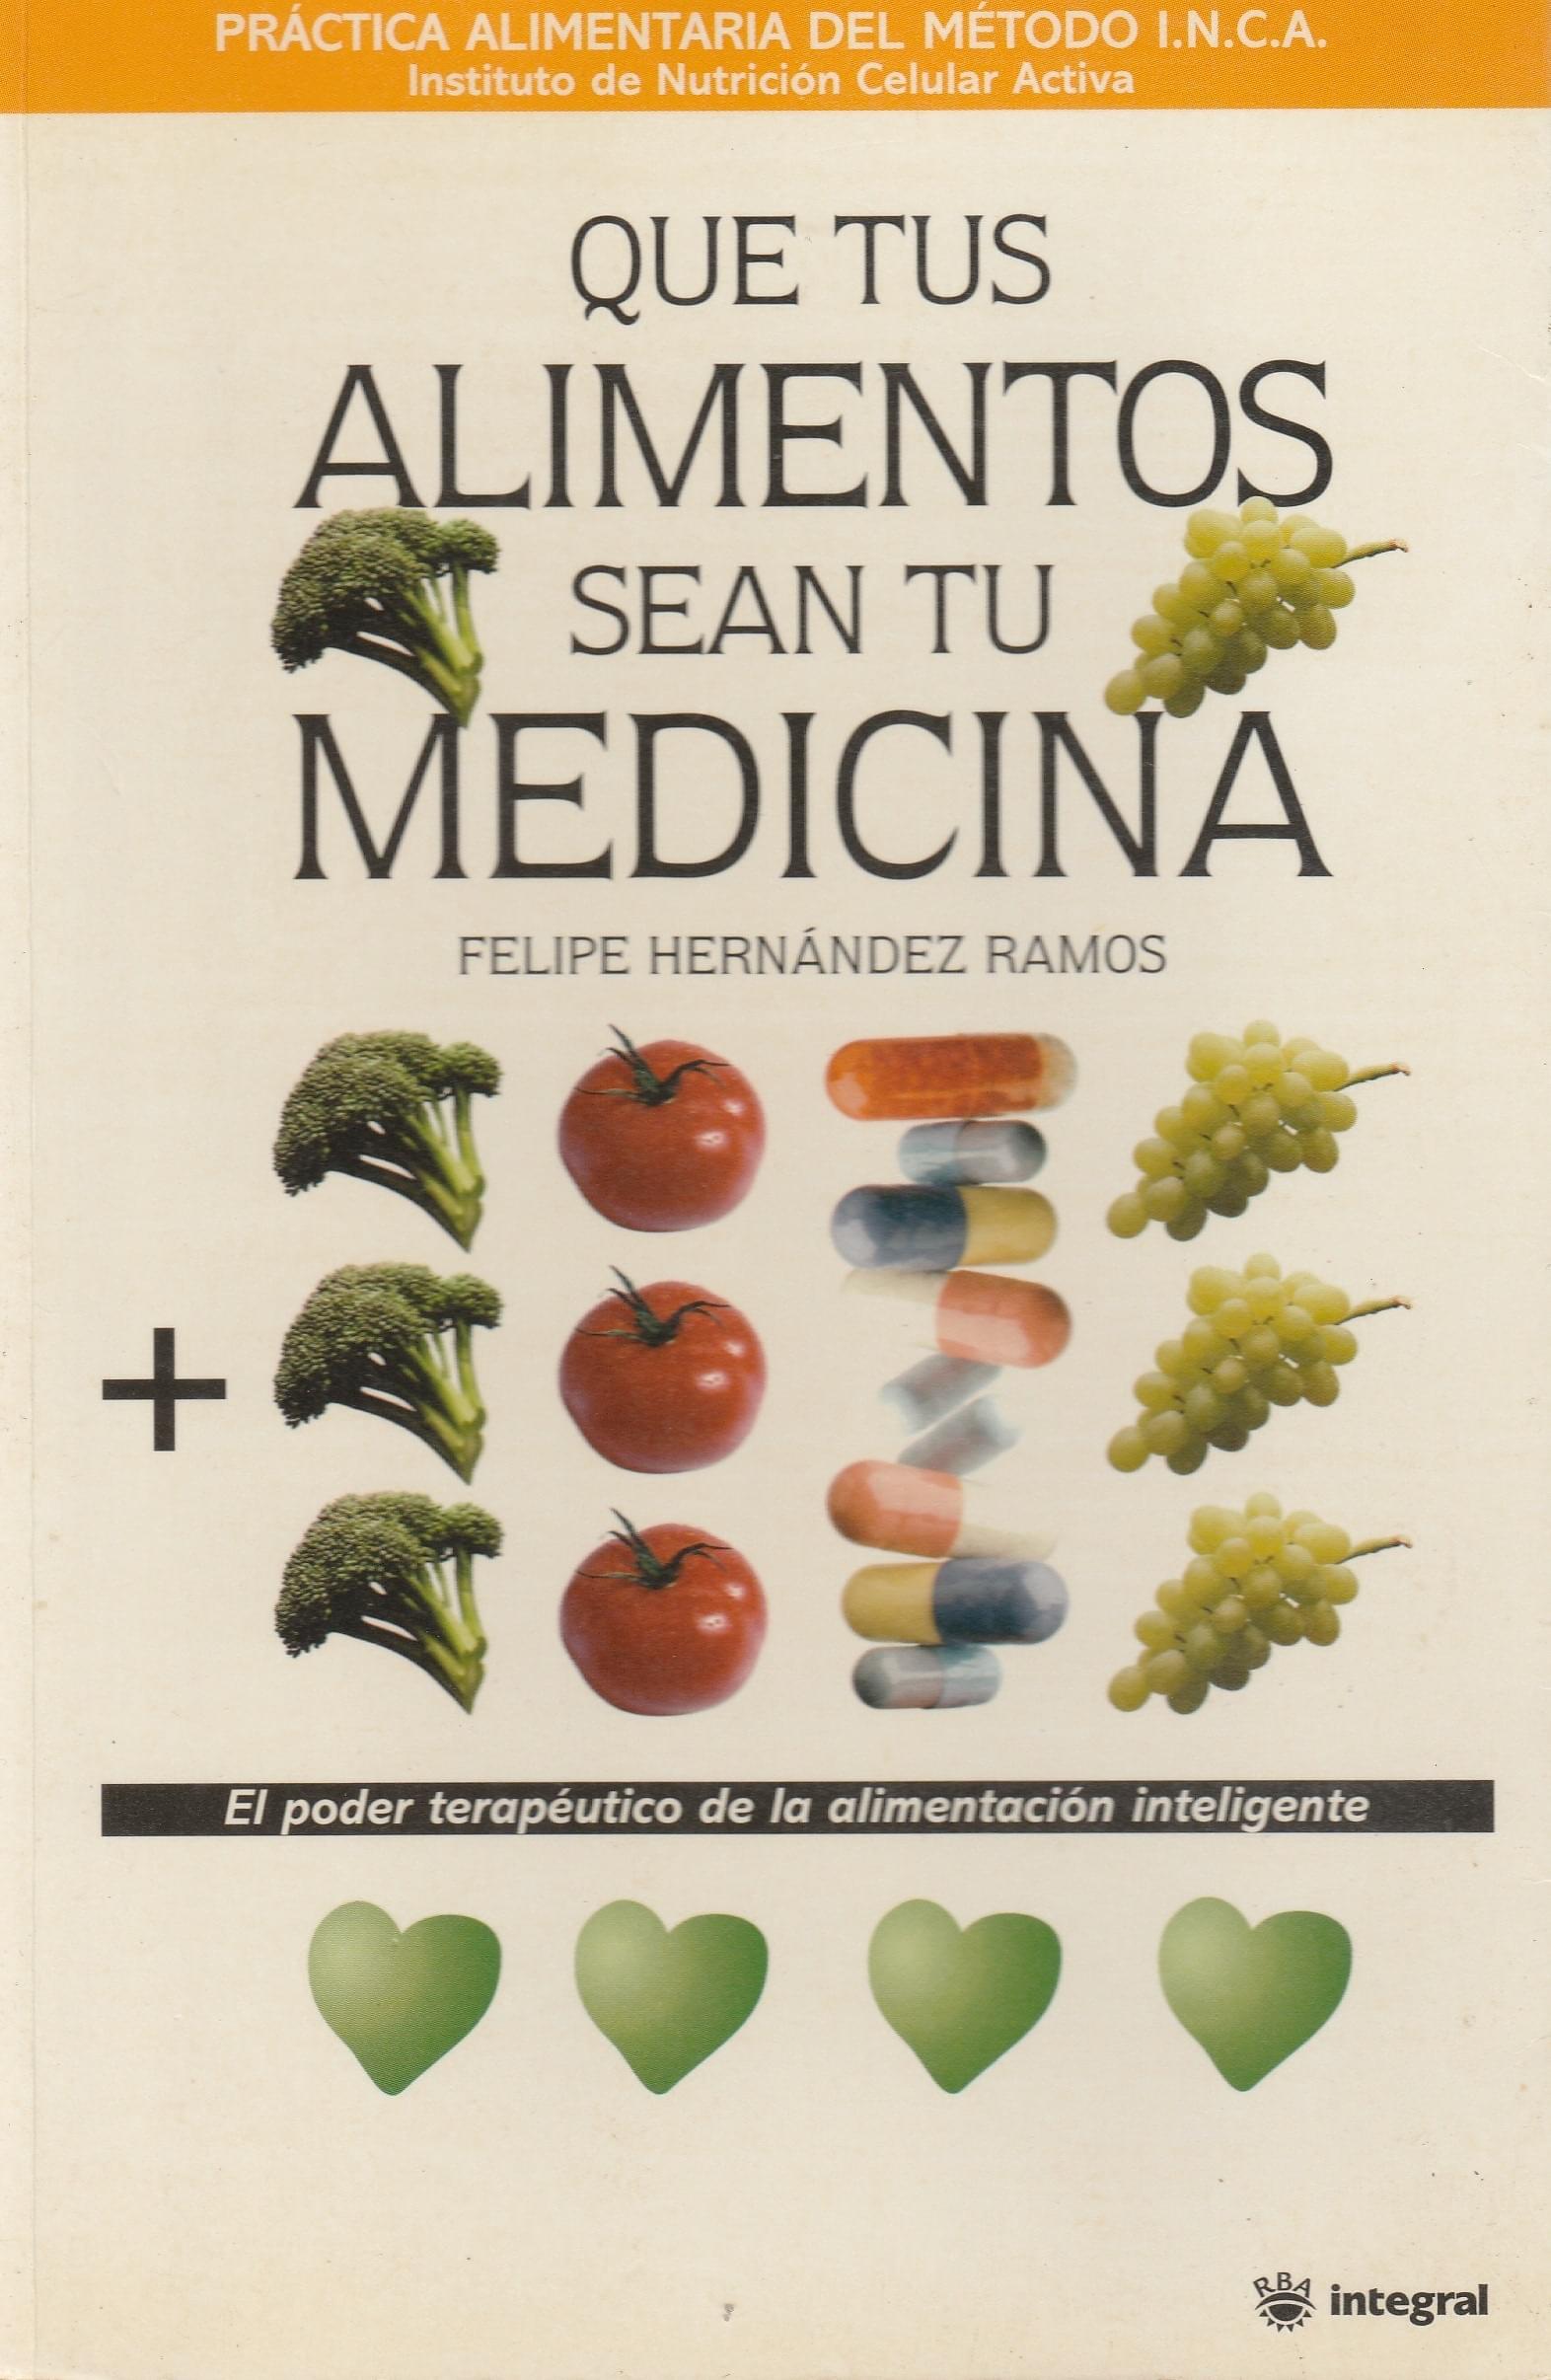 PRÁCTICA ALIMENTARIA DEL MÉTODO I.N.C.A.
Instituto de Nutrición Celular Activa
QUE TUS
ALIMENTOS
SEAN TU
MEDICINA
FELIPE HERNÁNDEZ RAMOS
+
El poder terapéutico de la alimentación inteligente
RBA integral